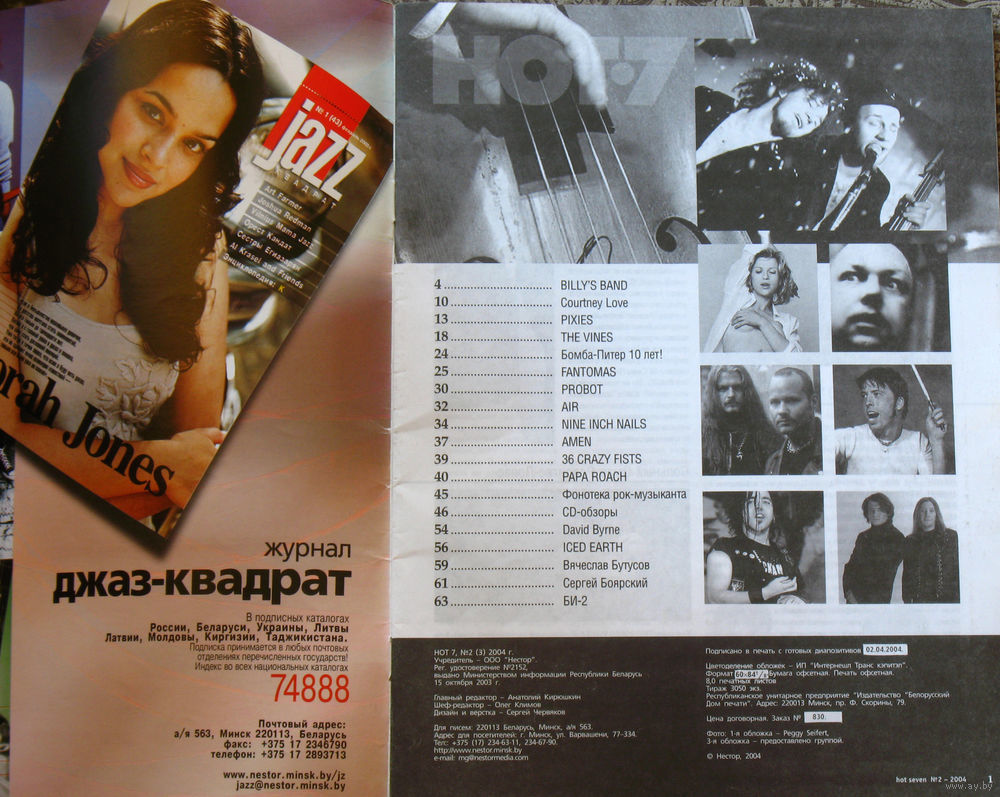 № 1 (43)
jazz
КВАДРАТ
Art Farmer
Joshua Redman
Vilnius Mama Jazz
Орест Кандат
Сестры Егиазарян
Al Krasel and Friends
Энциклопедия: К
orah Jones
журнал
джаз-квадрат
В подписных каталогах
России, Беларуси, Украины, Литвы
Латвии, Молдовы, Киргизии, Таджикистана.
Подписка принимается в любых почтовых
отделениях перечисленных государств!
Индекс во всех национальных каталогах
74888
Почтовый адрес:
а/я 563, Минск 220113, Беларусь
факс: +375 17 2346790
телефон: +375 17 2893713
www.nestor.minsk.by/jz
jazz@nestor.minsk.by
HOT·7
4 BILLY'S BAND
10 Courtney Love
13 PIXIES
18 THE VINES
24 Бомба-Питер 10 лет!
25 FANTOMAS
30 PROBOT
32 AIR
34 NINE INCH NAILS
37 AMEN
39 36 CRAZY FISTS
40 PAPA ROACH
45 Фонотека рок-музыканта
46 CD-обзоры
54 David Byrne
56 ICED EARTH
59 Вячеслав Бутусов
61 Сергей Боярский
63 БИ-2
HOT 7, №2 (3) 2004 г.
Учредитель – ООО "Нестор".
Рег. удостоверение №2152,
выдано Министерством информации Республики Беларусь
15 октября 2003 г.
Главный редактор – Анатолий Кирюшкин
Шеф-редактор – Олег Климов
Дизайн и верстка – Сергей Червяков
Для писем: 220113 Беларусь, Минск, а/я 563.
Адрес для посетителей: г. Минск, ул. Варвашени, 77–334.
Тел: +375 (17) 234-63-11, 234-67-90.
http://www.nestor.minsk.by
e-mail: mg@nestormedia.com
Подписано в печать с готовых диапозитивов 02.04.2004.
Цветоделение обложек – ИП "Интернешл Транс кэпитл".
Формат 60x84 1/8 Бумага офсетная. Печать офсетная.
8,0 печатных листов
Тираж 3050 экз.
Республиканское унитарное предприятие "Издательство "Белорусский
Дом печати". Адрес: 220013 Минск, пр. Ф. Скорины, 79.
Цена договорная. Заказ № 830.
Фото: 1-я обложка – Peggy Seifert,
3-я обложка – предоставлено группой.
© Нестор, 2004
hot seven №2 – 2004 1
www.ay.by